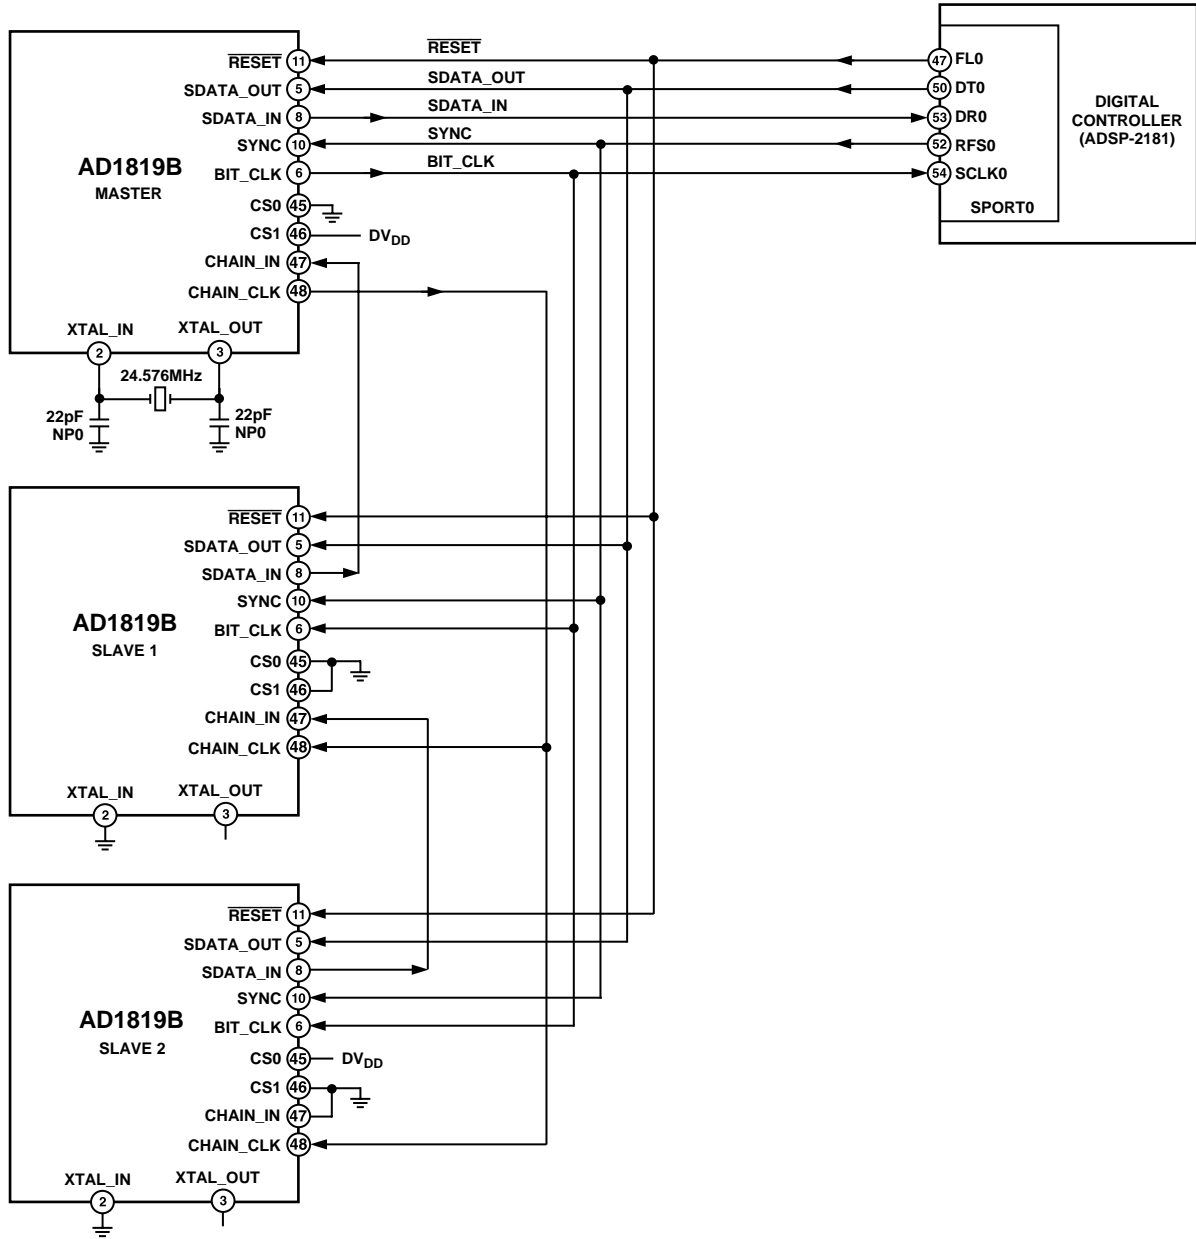 RESET 11
SDATA_OUT 5
SDATA_IN 8
SYNC 10
BIT_CLK 6
CS0 45
CS1 46 DVDD
CHAIN_IN 47
CHAIN_CLK 48
AD1819B
MASTER
XTAL_IN
2
XTAL_OUT
3
24.576MHz
22pF
NP0
22pF
NP0
RESET
SDATA_OUT
SDATA_IN
SYNC
BIT_CLK
47 FL0
50 DT0
53 DR0
52 RFS0
54 SCLK0
SPORT0
DIGITAL
CONTROLLER
(ADSP-2181)
RESET 11
SDATA_OUT 5
SDATA_IN 8
SYNC 10
BIT_CLK 6
CS0 45
CS1 46
CHAIN_IN 47
CHAIN_CLK 48
AD1819B
SLAVE 1
XTAL_IN
2
XTAL_OUT
3
RESET 11
SDATA_OUT 5
SDATA_IN 8
SYNC 10
BIT_CLK 6
CS0 45 DVDD
CS1 46
CHAIN_IN 47
CHAIN_CLK 48
AD1819B
SLAVE 2
XTAL_IN
2
XTAL_OUT
3